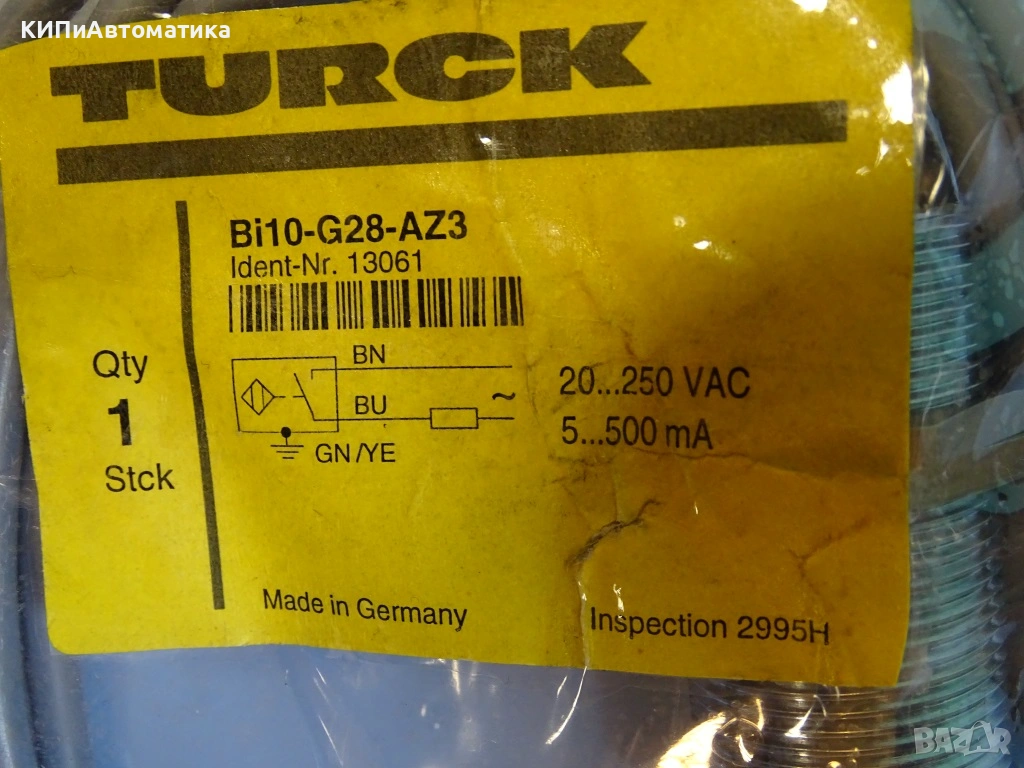 КИПиАвтоматика
TURCK
Bi10-G28-AZ3
Ident-Nr. 13061
Qty
1
Stck
BN
BU
~
GN/YE
20...250 VAC
5...500 mA
Made in Germany
Inspection 2995H
BAZAR